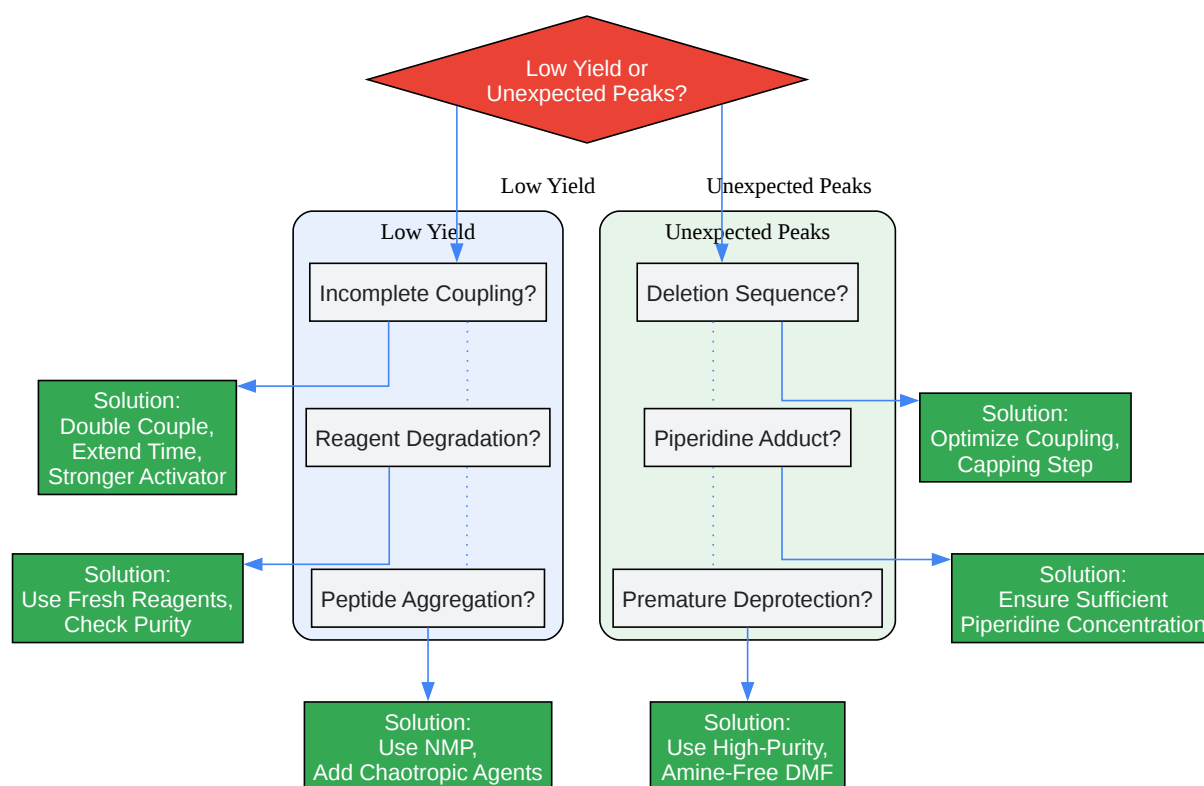 Low Yield or
Unexpected Peaks?
Low Yield
Unexpected Peaks
Low Yield
Unexpected Peaks
Incomplete Coupling?
Deletion Sequence?
Solution:
Double Couple,
Extend Time,
Stronger Activator
Reagent Degradation?
Piperidine Adduct?
Solution:
Optimize Coupling,
Capping Step
Solution:
Use Fresh Reagents,
Check Purity
Peptide Aggregation?
Premature Deprotection?
Solution:
Ensure Sufficient
Piperidine Concentration
Solution:
Use NMP,
Add Chaotropic Agents
Solution:
Use High-Purity,
Amine-Free DMF